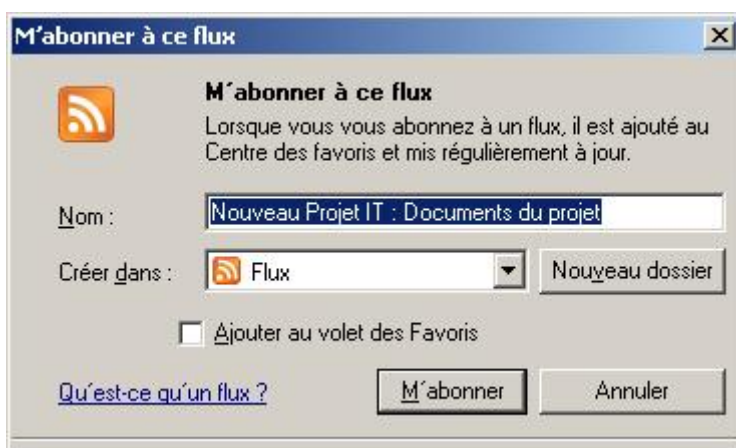 M'abonner à ce flux
M´abonner à ce flux
Lorsque vous vous abonnez à un flux, il est ajouté au
Centre des favoris et mis régulièrement à jour.
Nom :
Nouveau Projet IT : Documents du projet
Créer dans :
Flux
Nouveau dossier
Ajouter au volet des Favoris
Qu´est-ce qu´un flux ?
M´abonner
Annuler